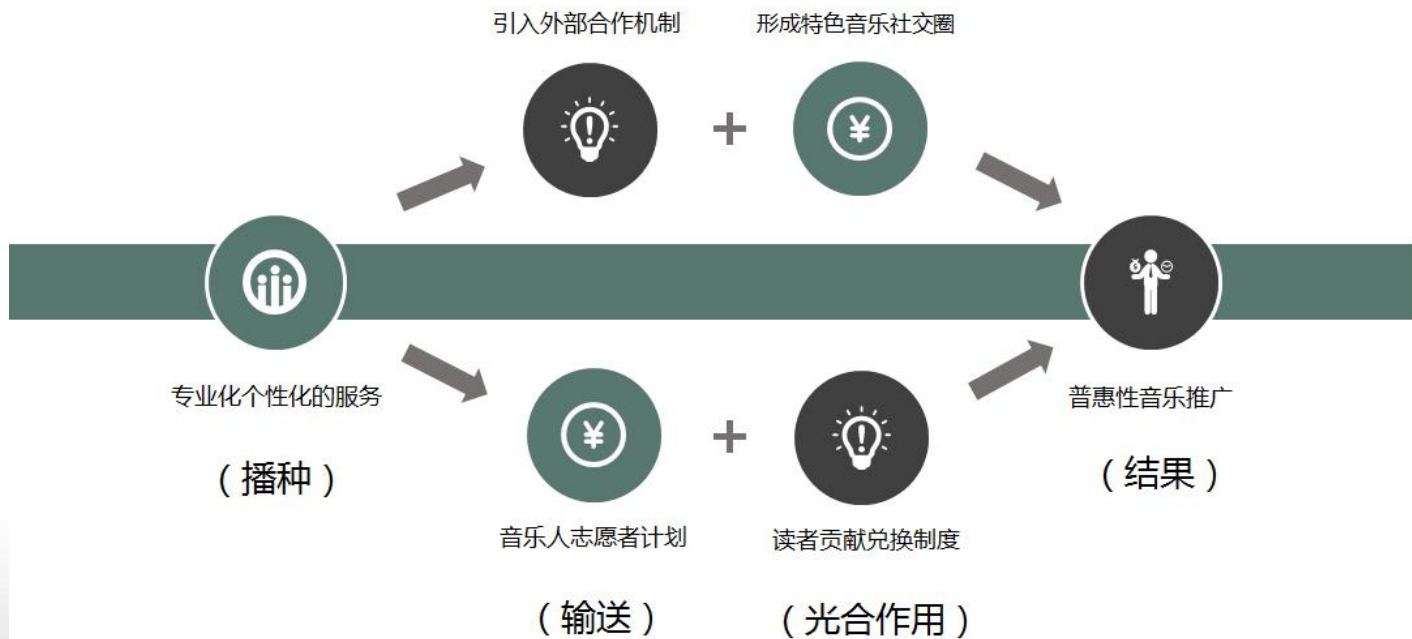 引入外部合作机制
形成特色音乐社交圈
专业化个性化的服务
普惠性音乐推广
（播种）
（结果）
音乐人志愿者计划
读者贡献兑换制度
（输送）
（光合作用）